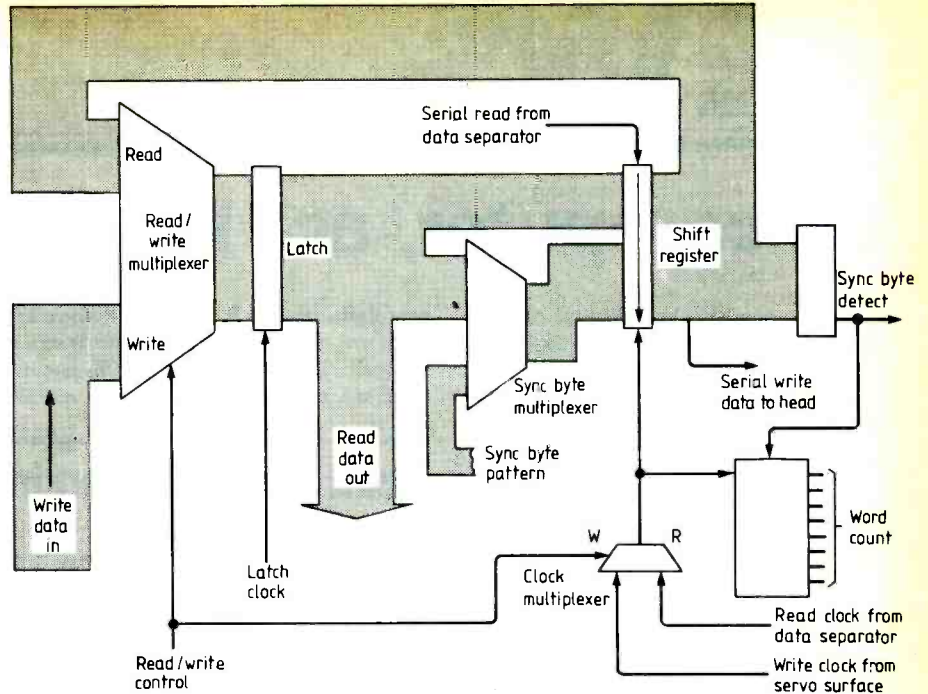 Serial read from
data separator
Read
Read/
write
multiplexer
Latch
Shift
register
Sync byte
detect
Write
Serial write
data to head
Sync byte
multiplexer
Read
data
out
Sync byte
pattern
Write
data
in
Word
count
W
R
Latch
clock
Clock
multiplexer
Read clock from
data separator
Read/write
control
Write clock from
servo surface